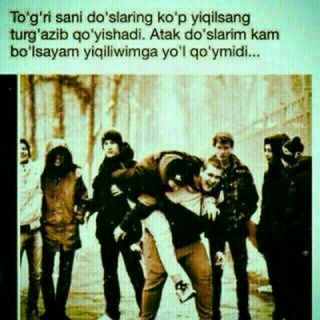 To'g'ri sani do'slaring ko'p yiqilsang
turg'azib qo'yishadi. Atak do'slarim kam
bo'lsayam yiqiliwimga yo'l qo'ymidi...